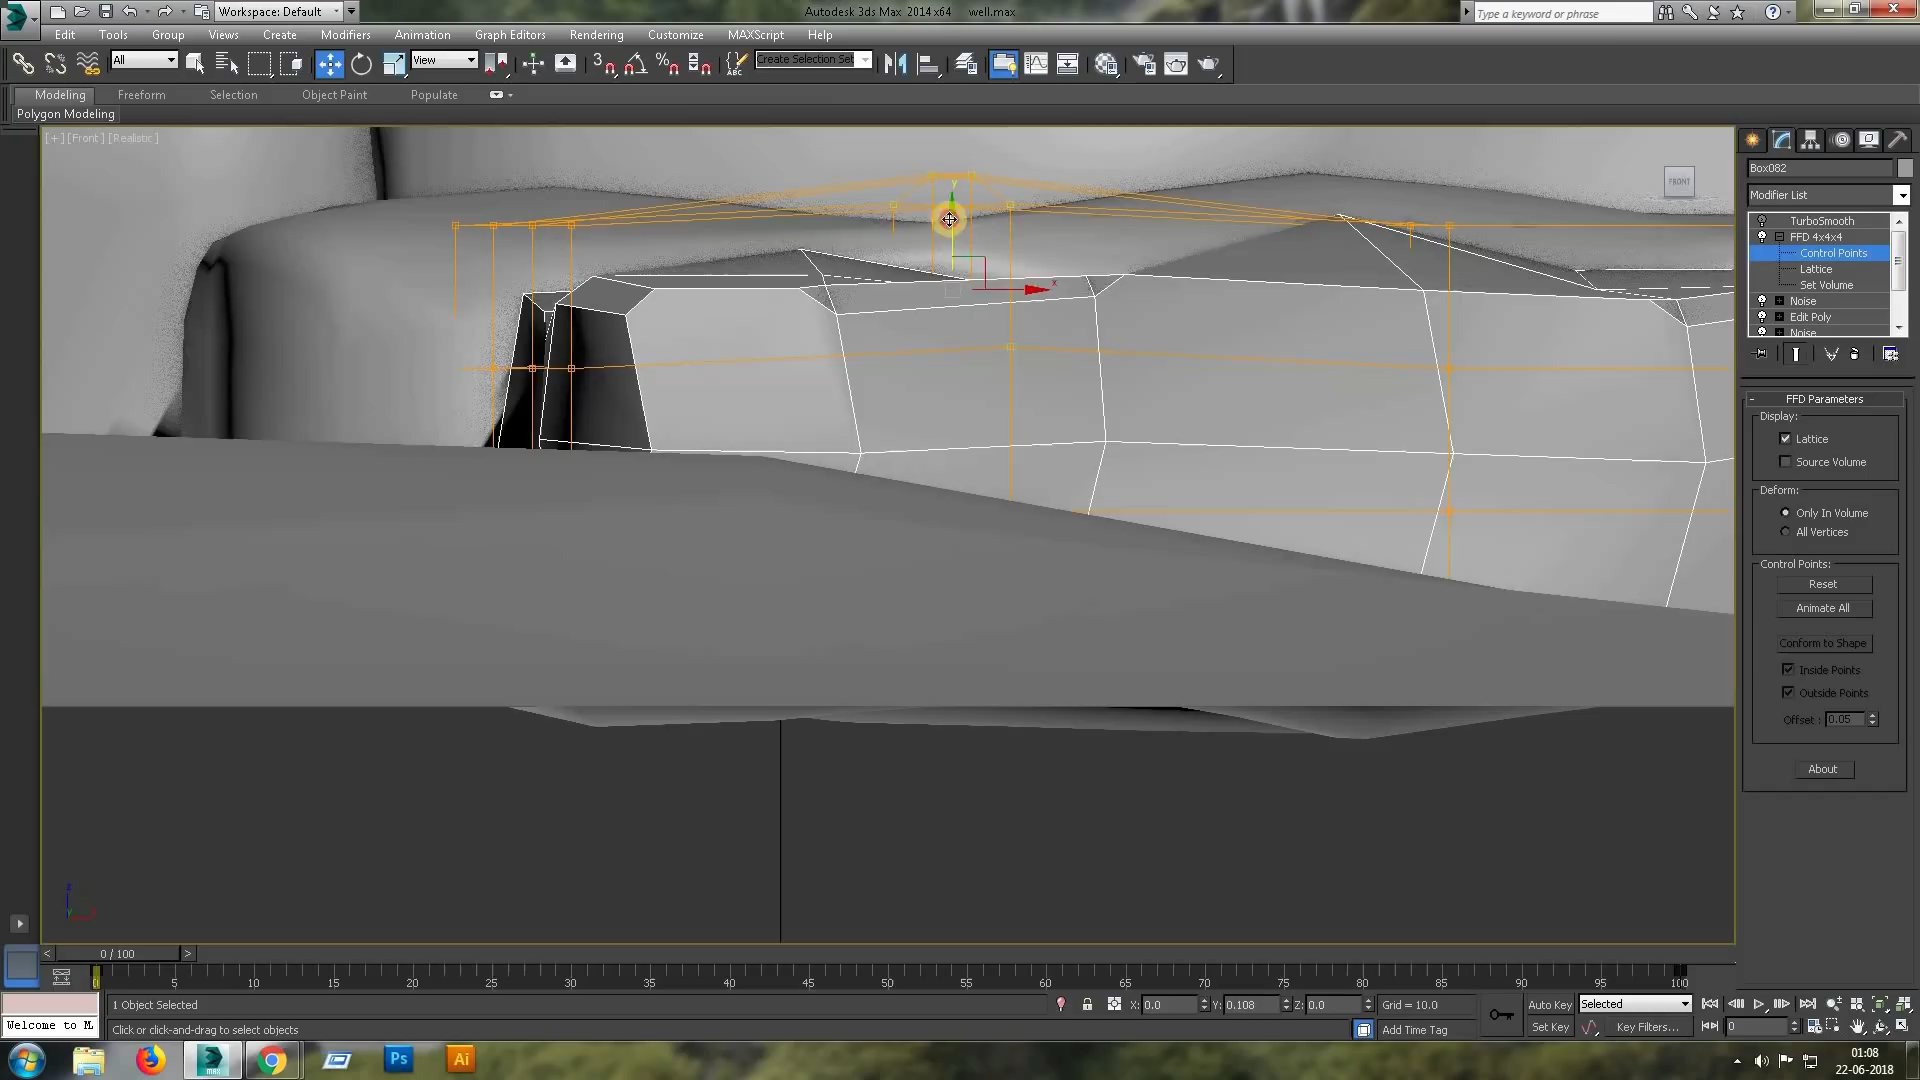 Workspace: Default
Autodesk 3ds Max 2014 x64 well.max
Type a keyword or phrase
Edit Tools Group Views Create Modifiers Animation Graph Editors Rendering Customize MAXScript Help
All View Create Selection Set
Modeling Freeform Selection Object Paint Populate
Polygon Modeling
[+] [Front] [Realistic]
FRONT
y
x
Box082
Modifier List
TurboSmooth
FFD 4x4x4
Control Points
Lattice
Set Volume
Noise
Edit Poly
Noise
FFD Parameters
Display:
Lattice
Source Volume
Deform:
Only In Volume
All Vertices
Control Points:
Reset
Animate All
Conform to Shape
Inside Points
Outside Points
Offset : 0.05
About
0 / 100
0 5 10 15 20 25 30 35 40 45 50 55 60 65 70 75 80 85 90 95 100
1 Object Selected X: 0.0 Y: 0.108 Z: 0.0 Grid = 10.0 Auto Key Selected
Welcome to M Click or click-and-drag to select objects Add Time Tag Set Key Key Filters... 0
MAX Ps Ai
01:08
22-06-2018